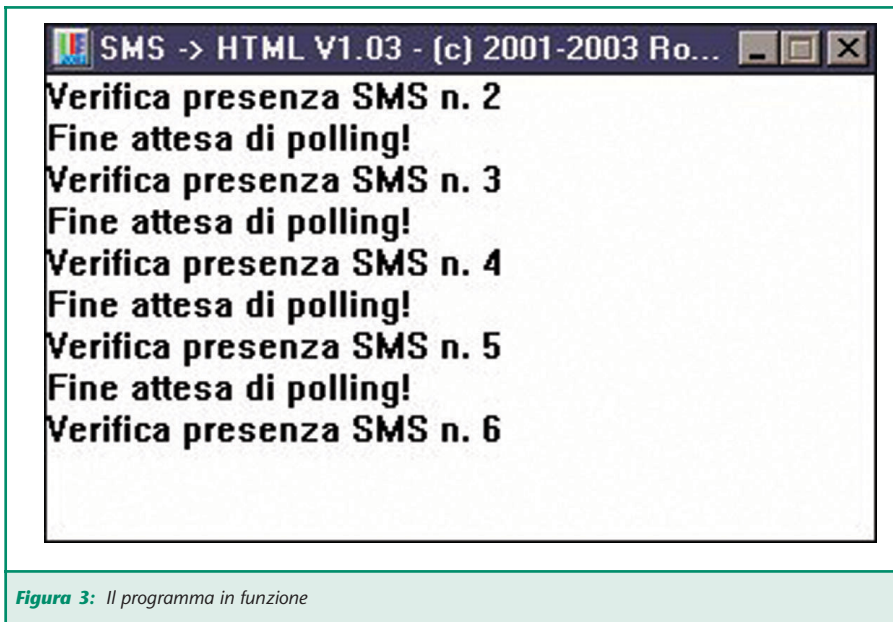 SMS -> HTML V1.03 - (c) 2001-2003 Ro...
Verifica presenza SMS n. 2
Fine attesa di polling!
Verifica presenza SMS n. 3
Fine attesa di polling!
Verifica presenza SMS n. 4
Fine attesa di polling!
Verifica presenza SMS n. 5
Fine attesa di polling!
Verifica presenza SMS n. 6
Figura 3: Il programma in funzione